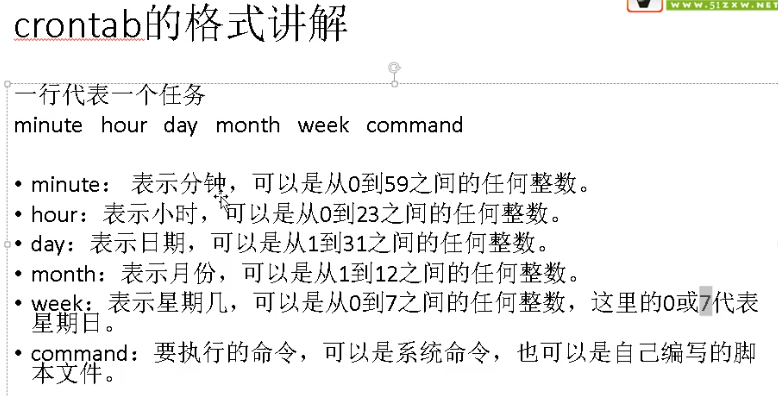 WWW.51ZXW.NET
crontab的格式讲解
一行代表一个任务
minute hour day month week command
• minute： 表示分钟，可以是从0到59之间的任何整数。
• hour：表示小时，可以是从0到23之间的任何整数。
• day：表示日期，可以是从1到31之间的任何整数。
• month：表示月份，可以是从1到12之间的任何整数。
• week：表示星期几，可以是从0到7之间的任何整数，这里的0或7代表
星期日。
• command：要执行的命令，可以是系统命令，也可以是自己编写的脚
本文件。